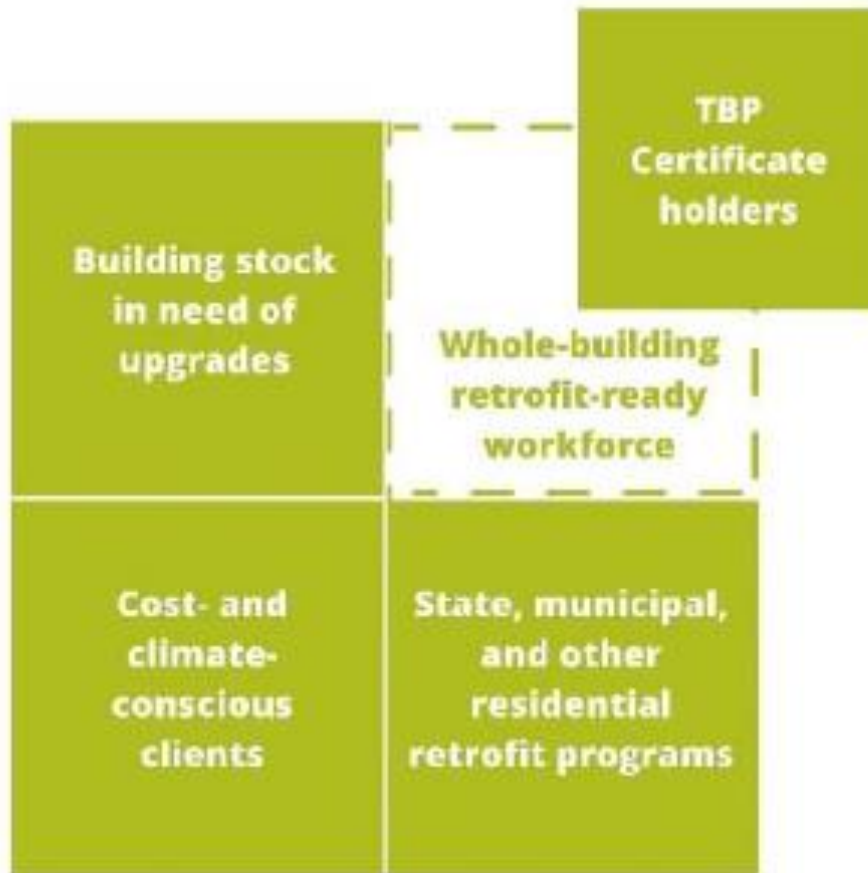 TBP
Certificate
holders
Building stock
in need of
upgrades
Whole-building
retrofit-ready
workforce
Cost- and
climate-
conscious
clients
State, municipal,
and other
residential
retrofit programs